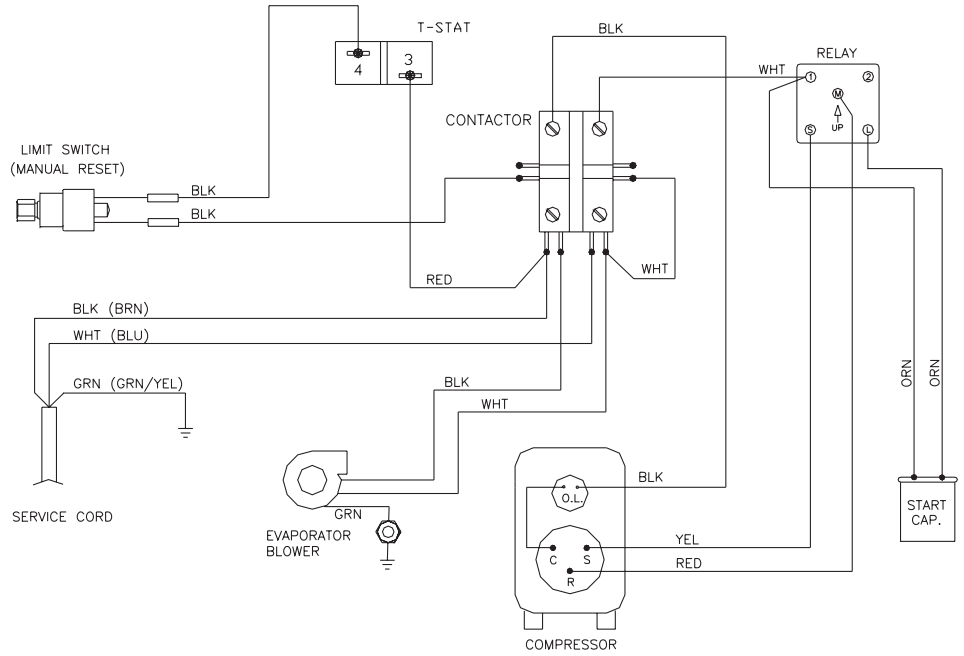 T-STAT
4
3
BLK
RELAY
WHT
1
2
M
UP
S
L
CONTACTOR
LIMIT SWITCH
(MANUAL RESET)
BLK
BLK
RED
WHT
BLK (BRN)
WHT (BLU)
GRN (GRN/YEL)
BLK
WHT
ORN
ORN
BLK
O.L.
GRN
SERVICE CORD
EVAPORATOR
BLOWER
START
CAP.
YEL
C
S
RED
R
COMPRESSOR